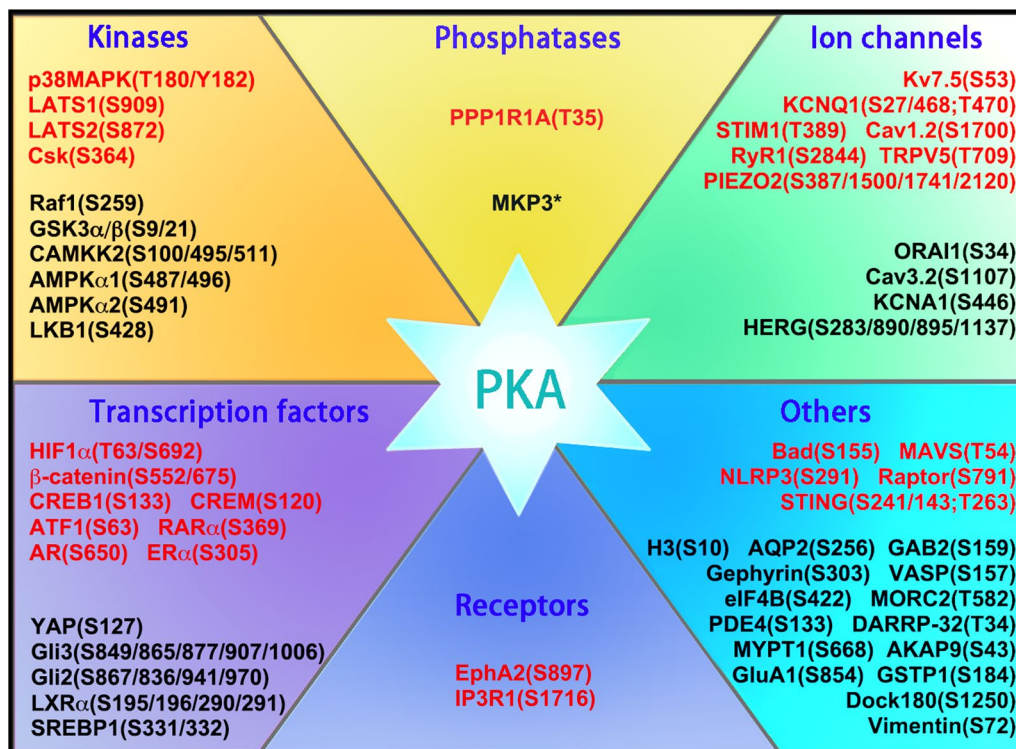 Kinases
p38MAPK(T180/Y182)
LATS1(S909)
LATS2(S872)
Csk(S364)
Raf1(S259)
GSK3α/β(S9/21)
CAMKK2(S100/495/511)
AMPKα1(S487/496)
AMPKα2(S491)
LKB1(S428)
Phosphatases
PPP1R1A(T35)
MKP3*
Ion channels
Kv7.5(S53)
KCNQ1(S27/468;T470)
STIM1(T389) Cav1.2(S1700)
RyR1(S2844) TRPV5(T709)
PIEZO2(S387/1500/1741/2120)
ORAI1(S34)
Cav3.2(S1107)
KCNA1(S446)
HERG(S283/890/895/1137)
PKA
Transcription factors
HIF1α(T63/S692)
β-catenin(S552/675)
CREB1(S133) CREM(S120)
ATF1(S63) RARα(S369)
AR(S650) ERα(S305)
YAP(S127)
Gli3(S849/865/877/907/1006)
Gli2(S867/836/941/970)
LXRα(S195/196/290/291)
SREBP1(S331/332)
Receptors
EphA2(S897)
IP3R1(S1716)
Others
Bad(S155) MAVS(T54)
NLRP3(S291) Raptor(S791)
STING(S241/143;T263)
H3(S10) AQP2(S256) GAB2(S159)
Gephyrin(S303) VASP(S157)
eIF4B(S422) MORC2(T582)
PDE4(S133) DARRP-32(T34)
MYPT1(S668) AKAP9(S43)
GluA1(S854) GSTP1(S184)
Dock180(S1250)
Vimentin(S72)